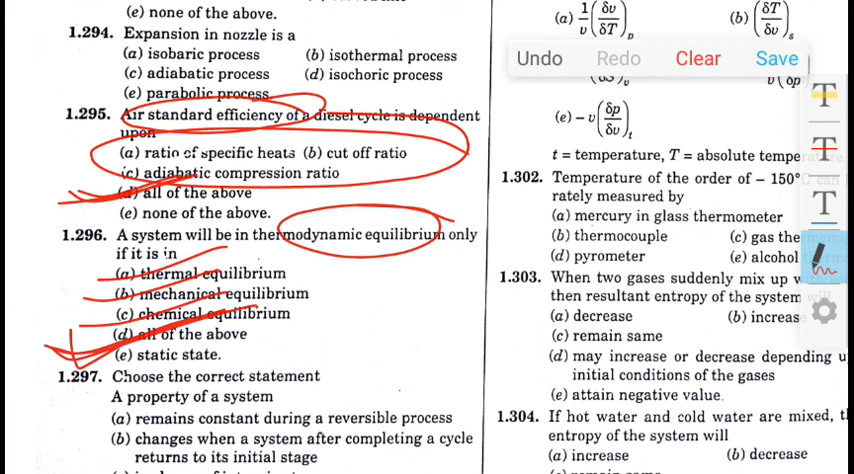 (e) none of the above.
1.294. Expansion in nozzle is a
(a) isobaric process (b) isothermal process
(c) adiabatic process (d) isochoric process
(e) parabolic process
1.295. Air standard efficiency of a diesel cycle is dependent
upon
(a) ratio of specific heats (b) cut off ratio
(c) adiabatic compression ratio
(d) all of the above
(e) none of the above.
1.296. A system will be in thermodynamic equilibrium only
if it is in
(a) thermal equilibrium
(b) mechanical equilibrium
(c) chemical equilibrium
(d) all of the above
(e) static state.
1.297. Choose the correct statement
A property of a system
(a) remains constant during a reversible process
(b) changes when a system after completing a cycle
returns to its initial stage
(a) 1/v (δv/δT)p (b) (δT/δv)s
Undo Redo Clear Save
(e) – v (δp/δv)t
t = temperature, T = absolute tempe
1.302. Temperature of the order of – 150°C can
rately measured by
(a) mercury in glass thermometer
(b) thermocouple (c) gas the
(d) pyrometer (e) alcohol
1.303. When two gases suddenly mix up w
then resultant entropy of the system
(a) decrease (b) increas
(c) remain same
(d) may increase or decrease depending u
initial conditions of the gases
(e) attain negative value.
1.304. If hot water and cold water are mixed, t
entropy of the system will
(a) increase (b) decrease
T
T
T